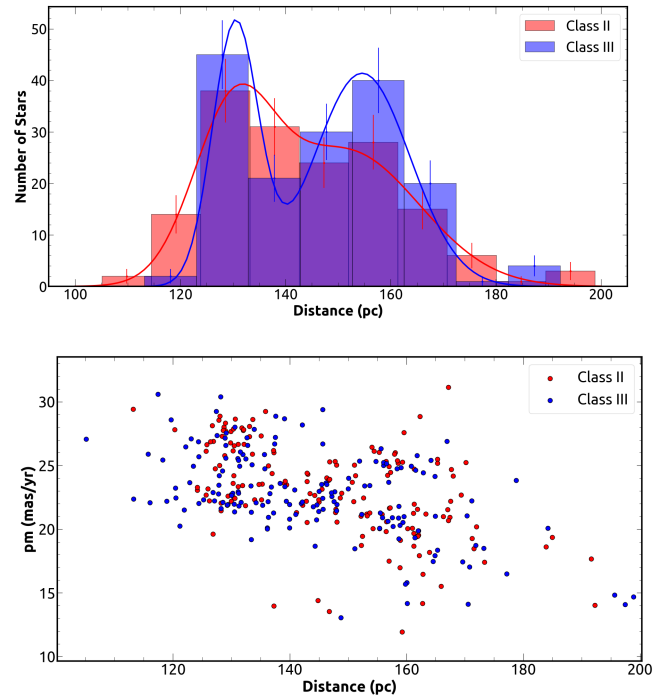 Class II
Class III
50
40
30
20
10
0
Number of Stars
100 120 140 160 180 200
Distance (pc)
Class II
Class III
30
25
20
15
10
pm (mas/yr)
120 140 160 180 200
Distance (pc)